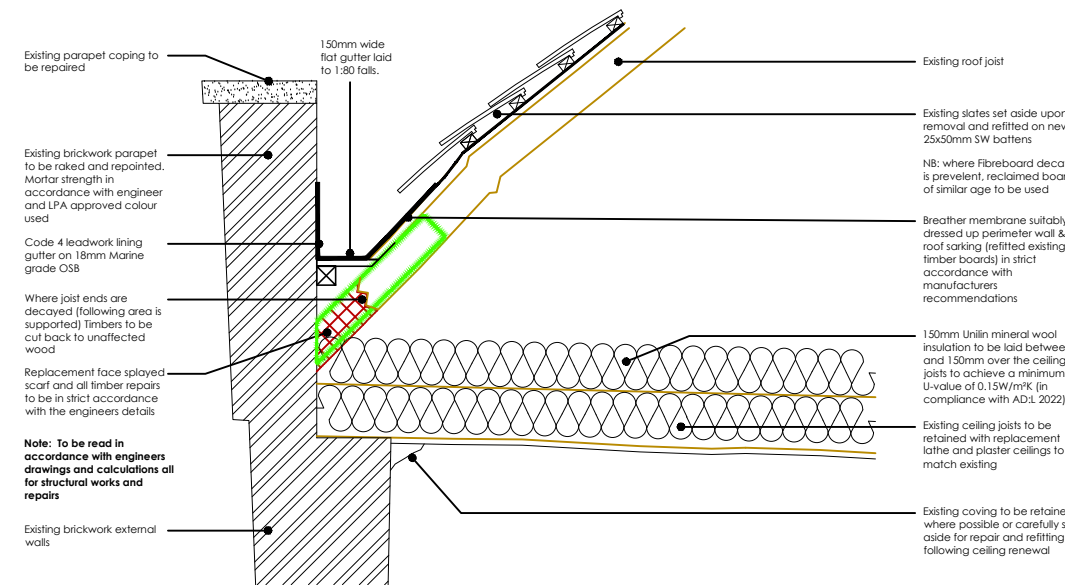 Existing parapet coping to
be repaired
Existing brickwork parapet
to be raked and repointed.
Mortar strength in
accordance with engineer
and LPA approved colour
used
Code 4 leadwork lining
gutter on 18mm Marine
grade OSB
Where joist ends are
decayed (following area is
supported) Timbers to be
cut back to unaffected
wood
Replacement face splayed
scarf and all timber repairs
to be in strict accordance
with the engineers details
Note: To be read in
accordance with engineers
drawings and calculations all
for structural works and
repairs
Existing brickwork external
walls
150mm wide
flat gutter laid
to 1:80 falls.
Existing roof joist
Existing slates set aside upon
removal and refitted on new
25x50mm SW battens
NB: where Fibreboard deca
is prevelent, reclaimed boar
of similar age to be used
Breather membrane suitably
dressed up perimeter wall &
roof sarking (refitted existing
timber boards) in strict
accordance with
manufacturers
recommendations
150mm Unilin mineral wool
insulation to be laid betwee
and 150mm over the ceiling
joists to achieve a minimum
U-value of 0.15W/m²K (in
compliance with AD:L 2022)
Existing ceiling joists to be
retained with replacement
lathe and plaster ceilings to
match existing
Existing coving to be retaine
where possible or carefully s
aside for repair and refitting
following ceiling renewal